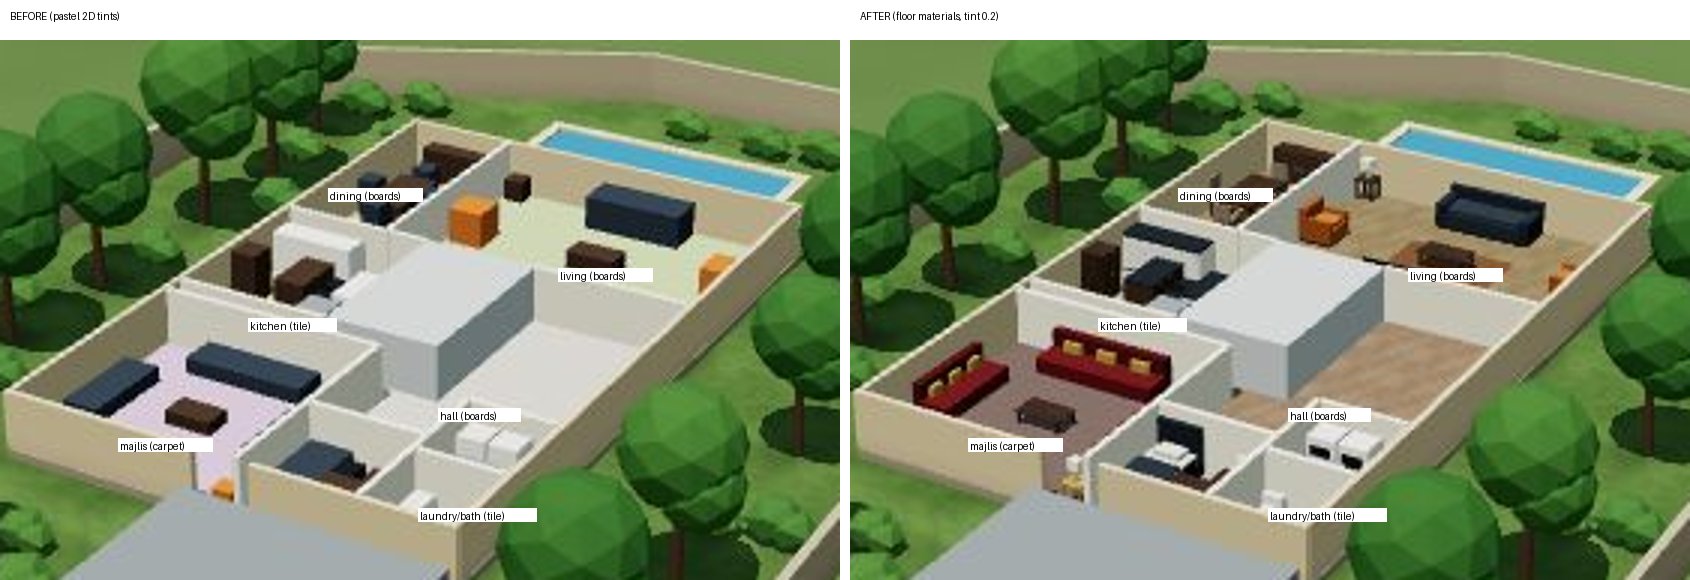 BEFORE (pastel 2D tints)
dining (boards)
living (boards)
kitchen (tile)
hall (boards)
majlis (carpet)
laundry/bath (tile)
AFTER (floor materials, tint 0.2)
dining (boards)
living (boards)
kitchen (tile)
hall (boards)
majlis (carpet)
laundry/bath (tile)